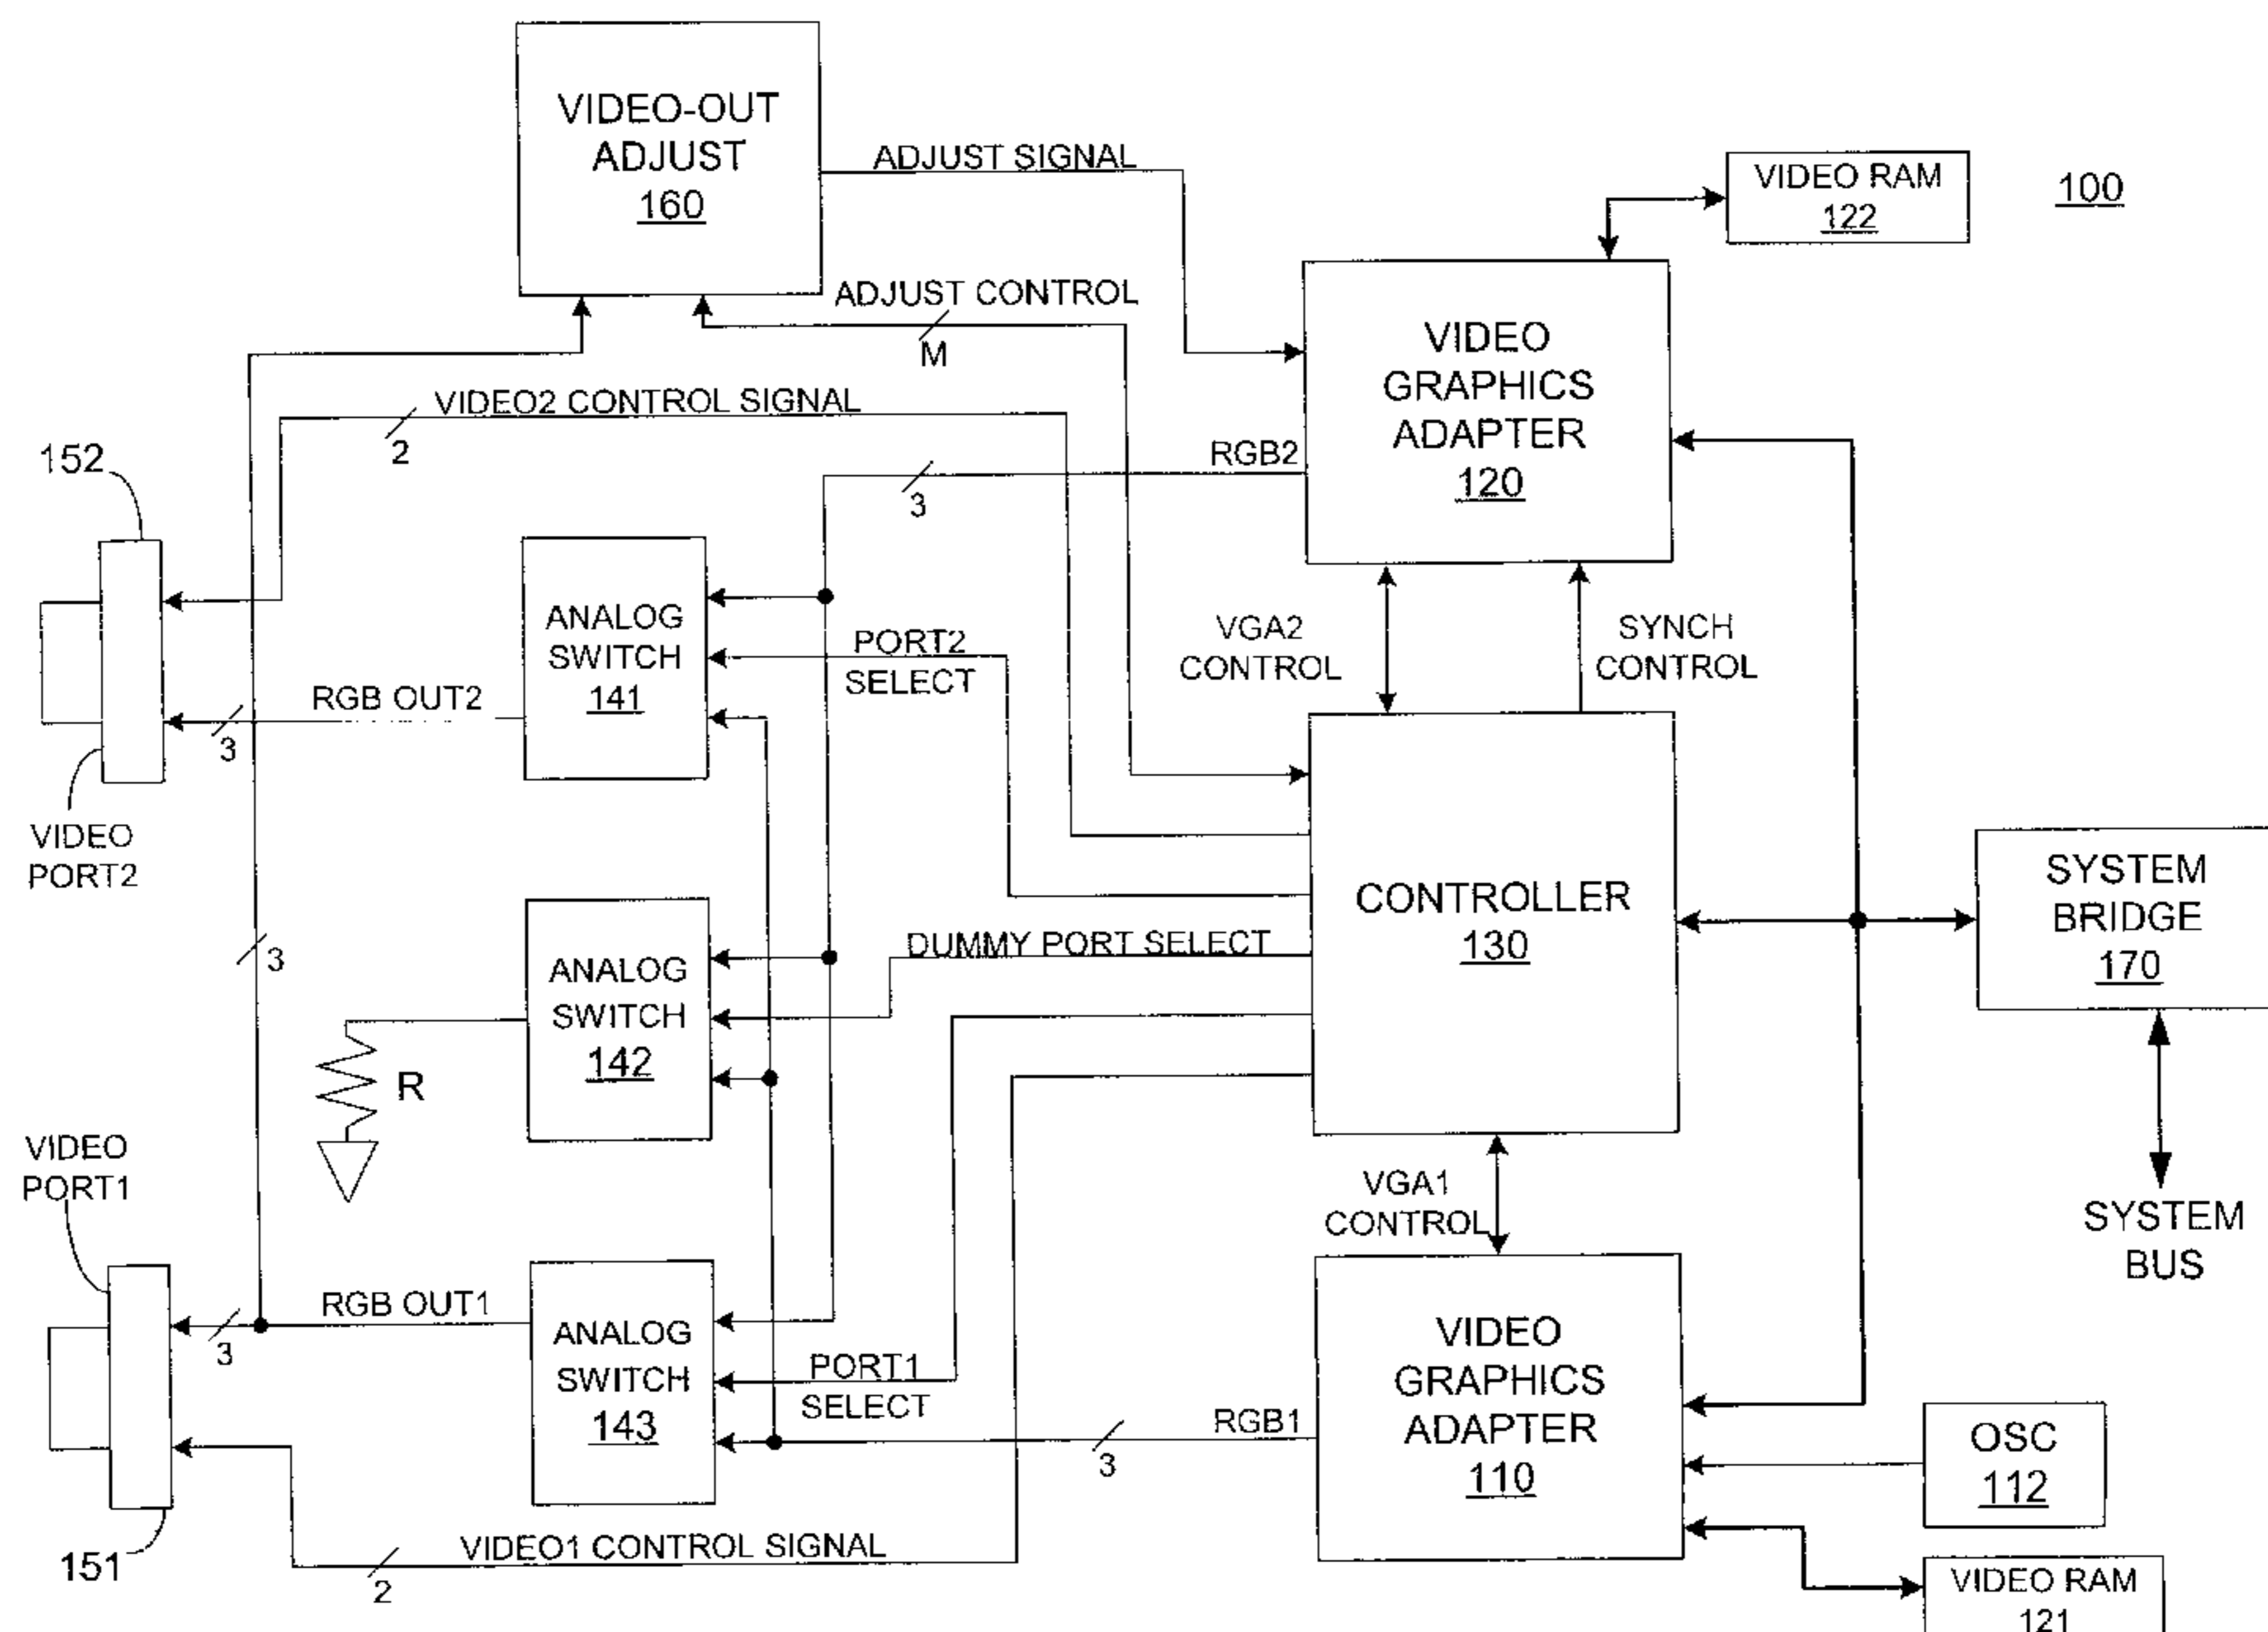 VIDEO-OUT
ADJUST
160
ADJUST SIGNAL
VIDEO RAM
122
100
ADJUST CONTROL
M
VIDEO
GRAPHICS
ADAPTER
120
VIDEO2 CONTROL SIGNAL
2
152
RGB2
3
ANALOG
SWITCH
141
PORT2
SELECT
VGA2
CONTROL
SYNCH
CONTROL
RGB OUT2
3
VIDEO
PORT2
SYSTEM
BRIDGE
170
CONTROLLER
130
3
ANALOG
SWITCH
142
DUMMY PORT SELECT
R
VIDEO
PORT1
VGA1
CONTROL
SYSTEM
BUS
RGB OUT1
3
ANALOG
SWITCH
143
PORT1
SELECT
RGB1
3
VIDEO
GRAPHICS
ADAPTER
110
OSC
112
VIDEO1 CONTROL SIGNAL
2
151
VIDEO RAM
121